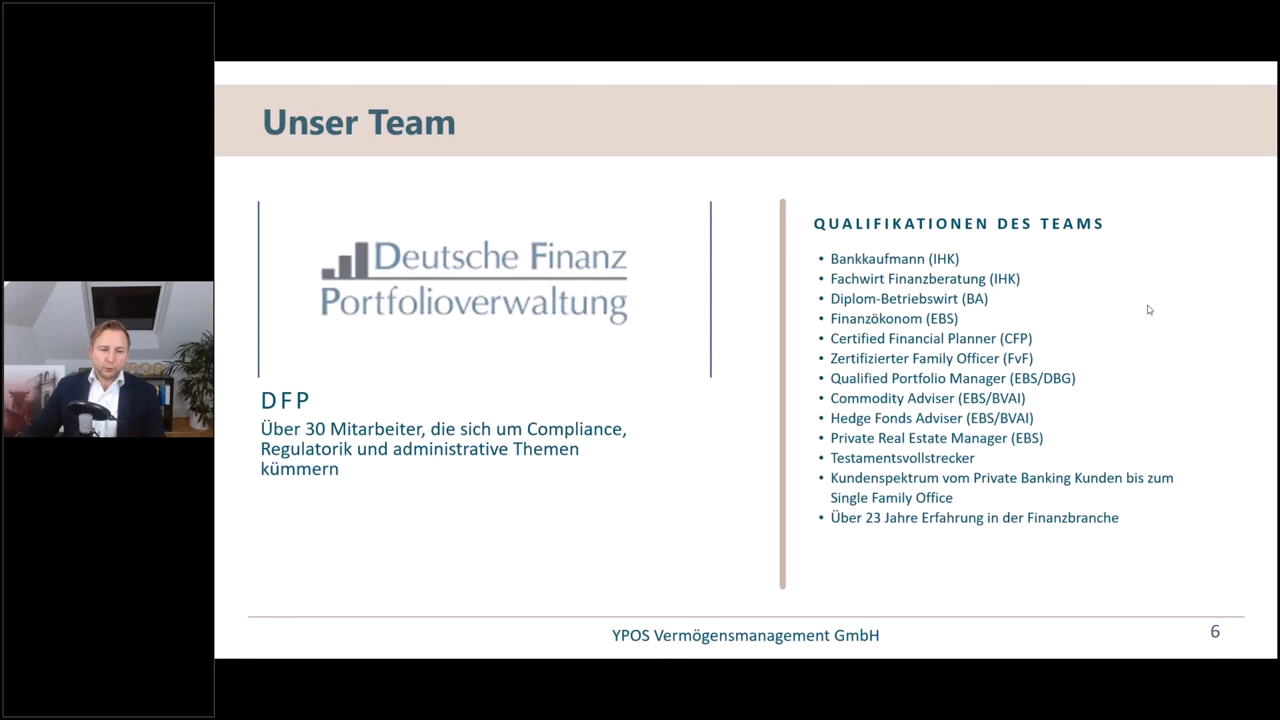 Unser Team
Deutsche Finanz
Portfolioverwaltung
DFP
Über 30 Mitarbeiter, die sich um Compliance,
Regulatorik und administrative Themen
kümmern
QUALIFIKATIONEN DES TEAMS
• Bankkaufmann (IHK)
• Fachwirt Finanzberatung (IHK)
• Diplom-Betriebswirt (BA)
• Finanzökonom (EBS)
• Certified Financial Planner (CFP)
• Zertifizierter Family Officer (FvF)
• Qualified Portfolio Manager (EBS/DBG)
• Commodity Adviser (EBS/BVAI)
• Hedge Fonds Adviser (EBS/BVAI)
• Private Real Estate Manager (EBS)
• Testamentsvollstrecker
• Kundenspektrum vom Private Banking Kunden bis zum
Single Family Office
• Über 23 Jahre Erfahrung in der Finanzbranche
YPOS Vermögensmanagement GmbH
6